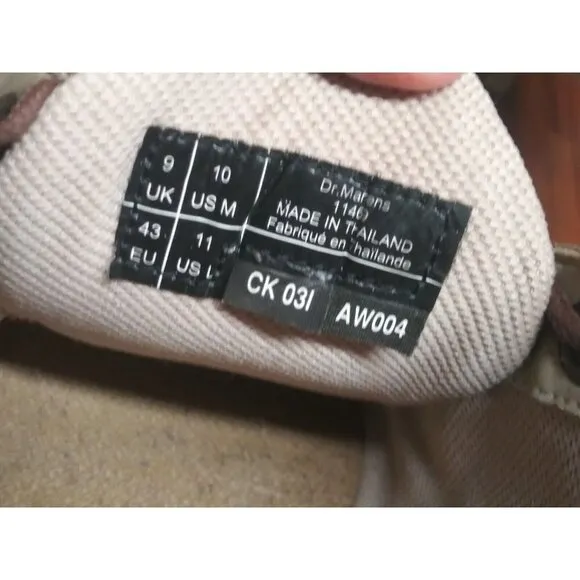 9
UK
10
US M
43
EU
11
US L
Dr.Martens
1146
MADE IN THAILAND
Fabriqué en Thaïlande
CK 03I
AW004